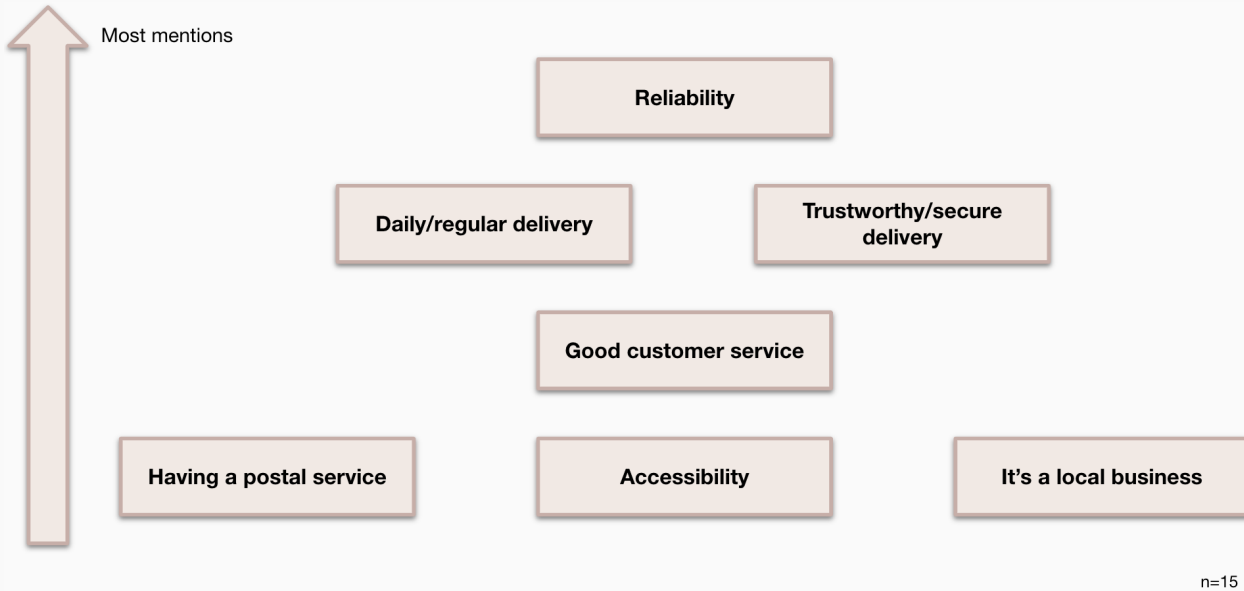 Most mentions
Reliability
Daily/regular delivery
Trustworthy/secure
delivery
Good customer service
Having a postal service
Accessibility
It’s a local business
n=15